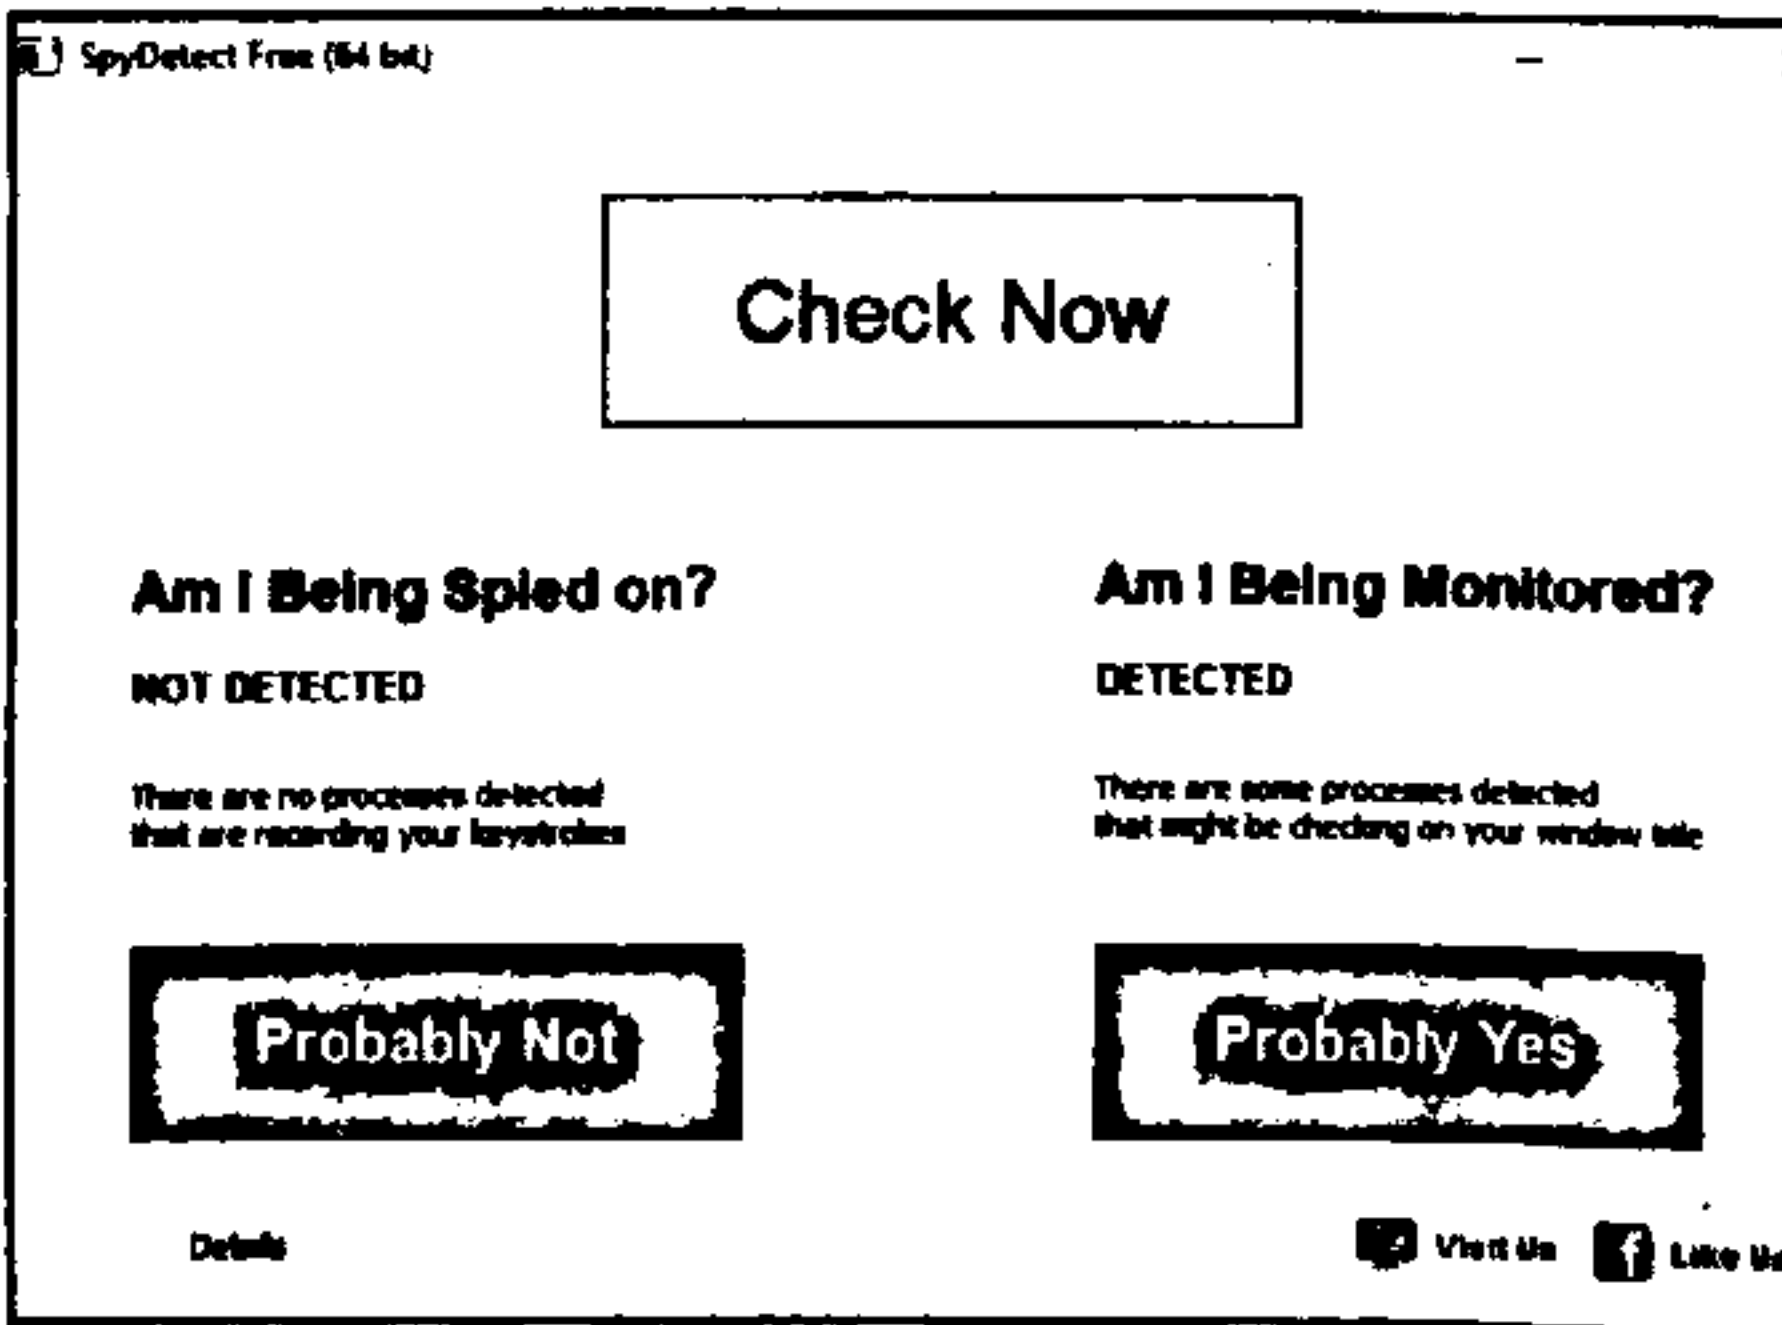 SpyDetect Free (64 bit)
Check Now
Am I Being Spied on?
NOT DETECTED
There are no processes detected
that are recording your keystrokes
Probably Not
Am I Being Monitored?
DETECTED
There are some processes detected
that might be checking on your window title
Probably Yes
Details
Visit Us
Like Us